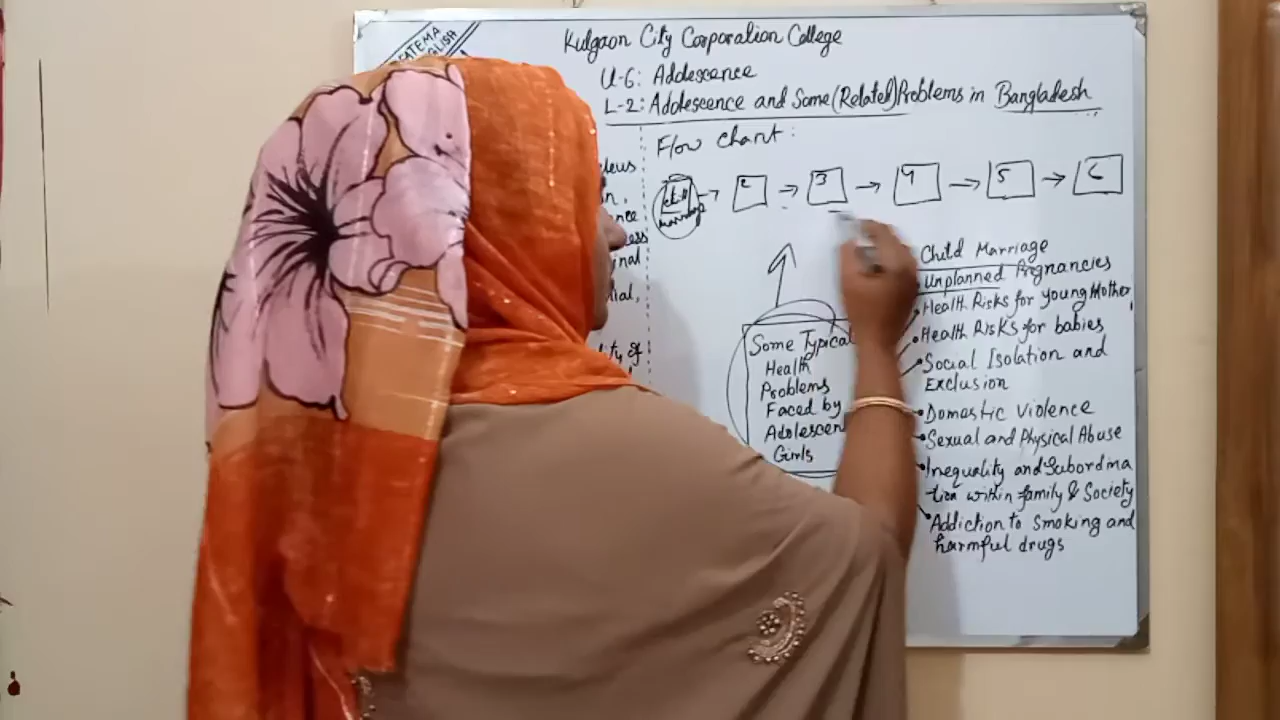 FATEMA
Kulgaon City Corporation College
U-6: Adolescence
L-2: Adolescence and Some (Related) Problems in Bangladesh
Flow chart:
child → 2 → 3 → 4 → 5 → 6
marriage
Some Typical
Health
Problems
Faced by
Adolescen
Girls
Child Marriage
Unplanned Pregnancies
Health Risks for young Mother
Health Risks for babies
Social Isolation and
Exclusion
Domestic Violence
Sexual and Physical Abuse
Inequality and Subordina
tion within family & Society
Addiction to smoking and
harmful drugs